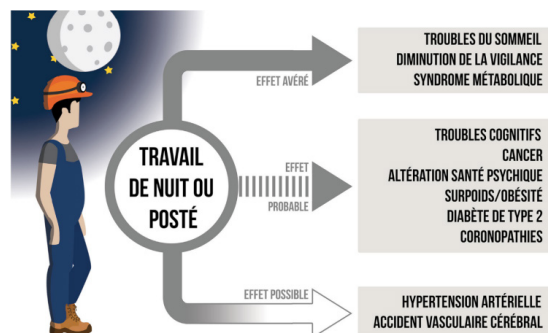 TRAVAIL
DE NUIT OU
POSTÉ
EFFET AVÉRÉ
TROUBLES DU SOMMEIL
DIMINUTION DE LA VIGILANCE
SYNDROME MÉTABOLIQUE
EFFET
PROBABLE
TROUBLES COGNITIFS
CANCER
ALTÉRATION SANTÉ PSYCHIQUE
SURPOIDS/OBÉSITÉ
DIABÈTE DE TYPE 2
CORONOPATHIES
EFFET POSSIBLE
HYPERTENSION ARTÉRIELLE
ACCIDENT VASCULAIRE CÉRÉBRAL